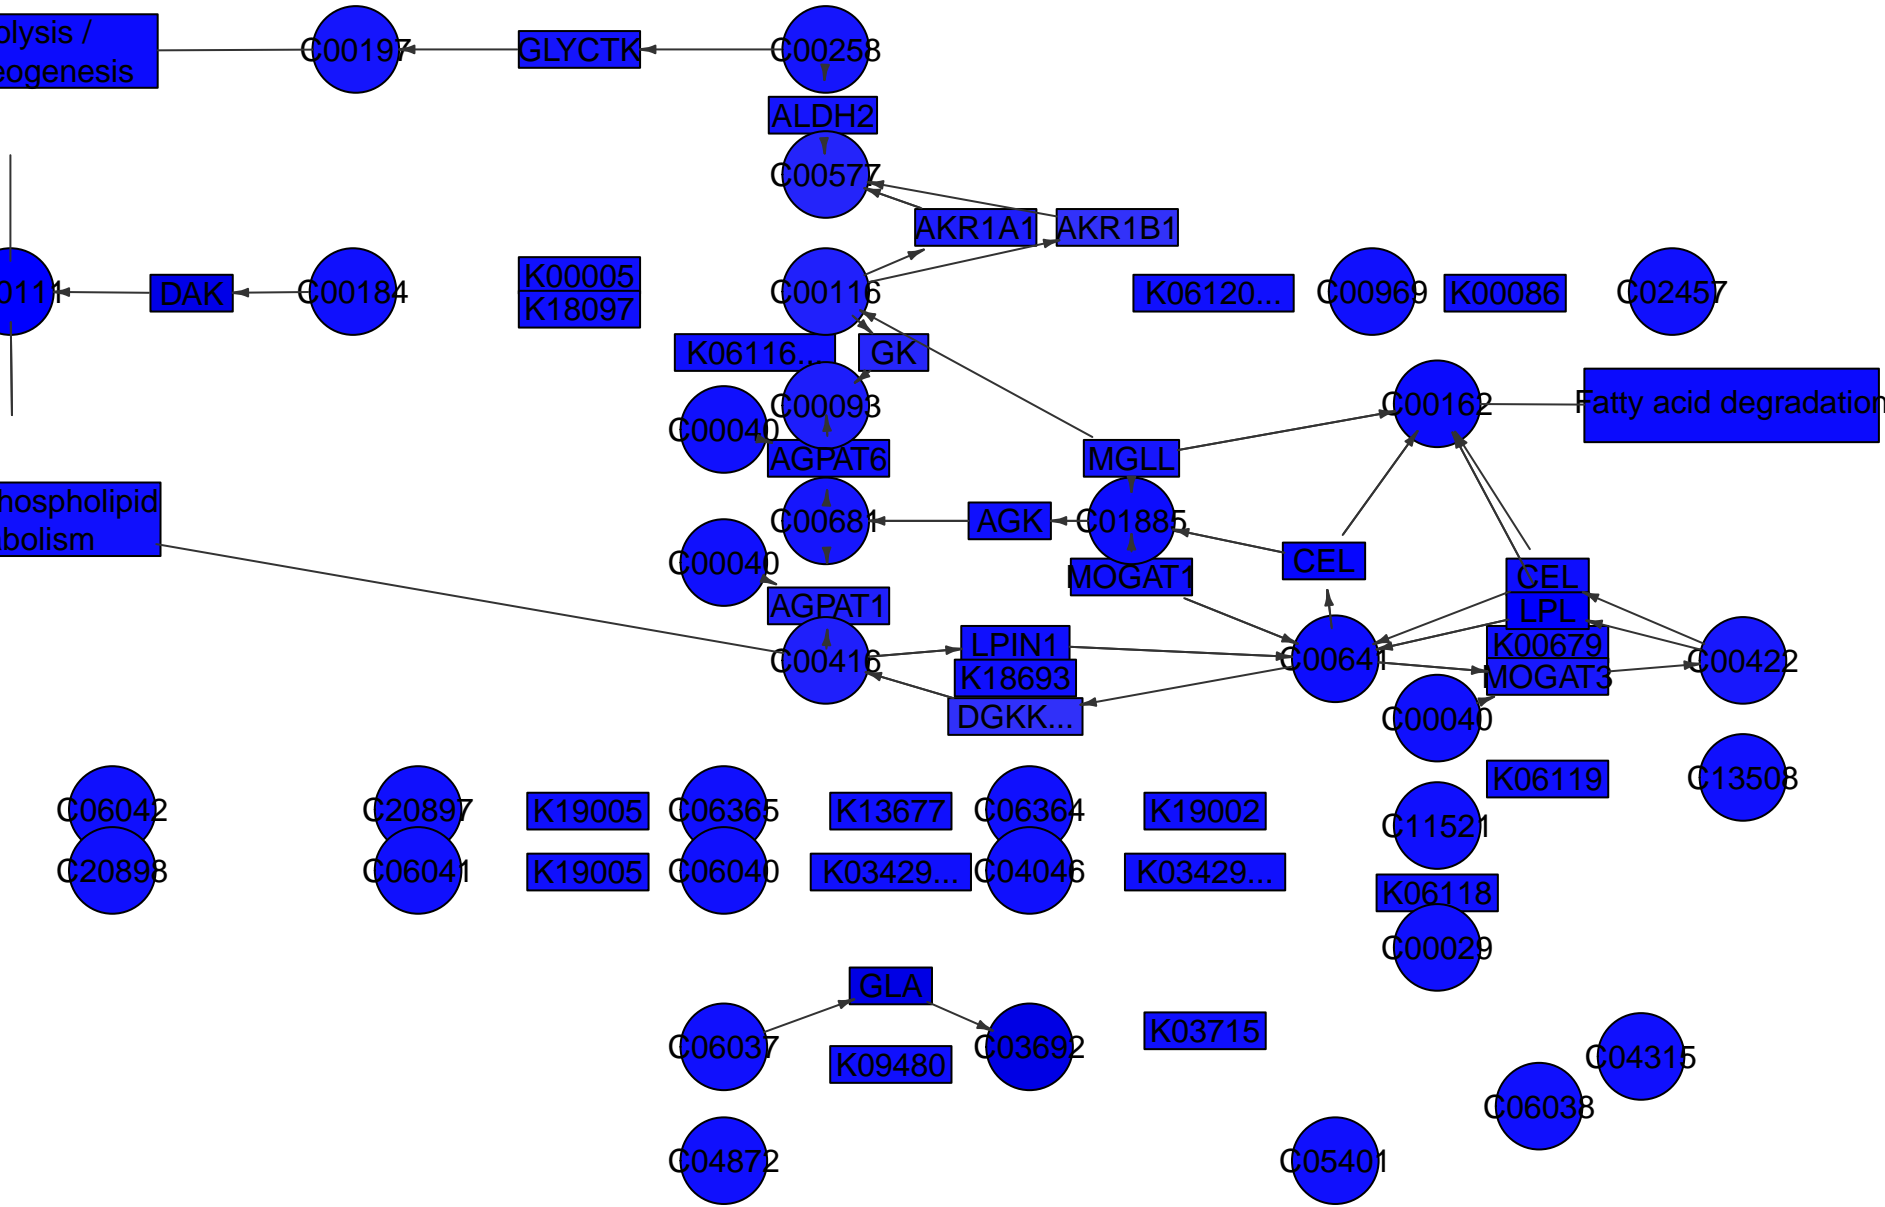 olysis /
eogenesis
C00197
GLYCTK
C00258
ALDH2
C00577
AKR1A1
AKR1B1
0111
DAK
C00184
K00005
K18097
C00116
K06120...
C00969
K00086
C02457
K06116...
GK
C00093
C00040
AGPAT6
MGLL
C00162
Fatty acid degradation
hospholipid
abolism
C00681
AGK
C01885
C00040
CEL
MOGAT1
CEL
LPL
AGPAT1
C00416
LPIN1
K18693
DGKK...
C00641
K00679
MOGAT3
C00422
C00040
C06042
C20897
K19005
C06365
K13677
C06364
K19002
K06119
C13508
C11521
C20898
C06041
K19005
C06040
K03429...
C04046
K03429...
K06118
C00029
GLA
C06037
K09480
C03692
K03715
C04315
C06038
C04872
C05401